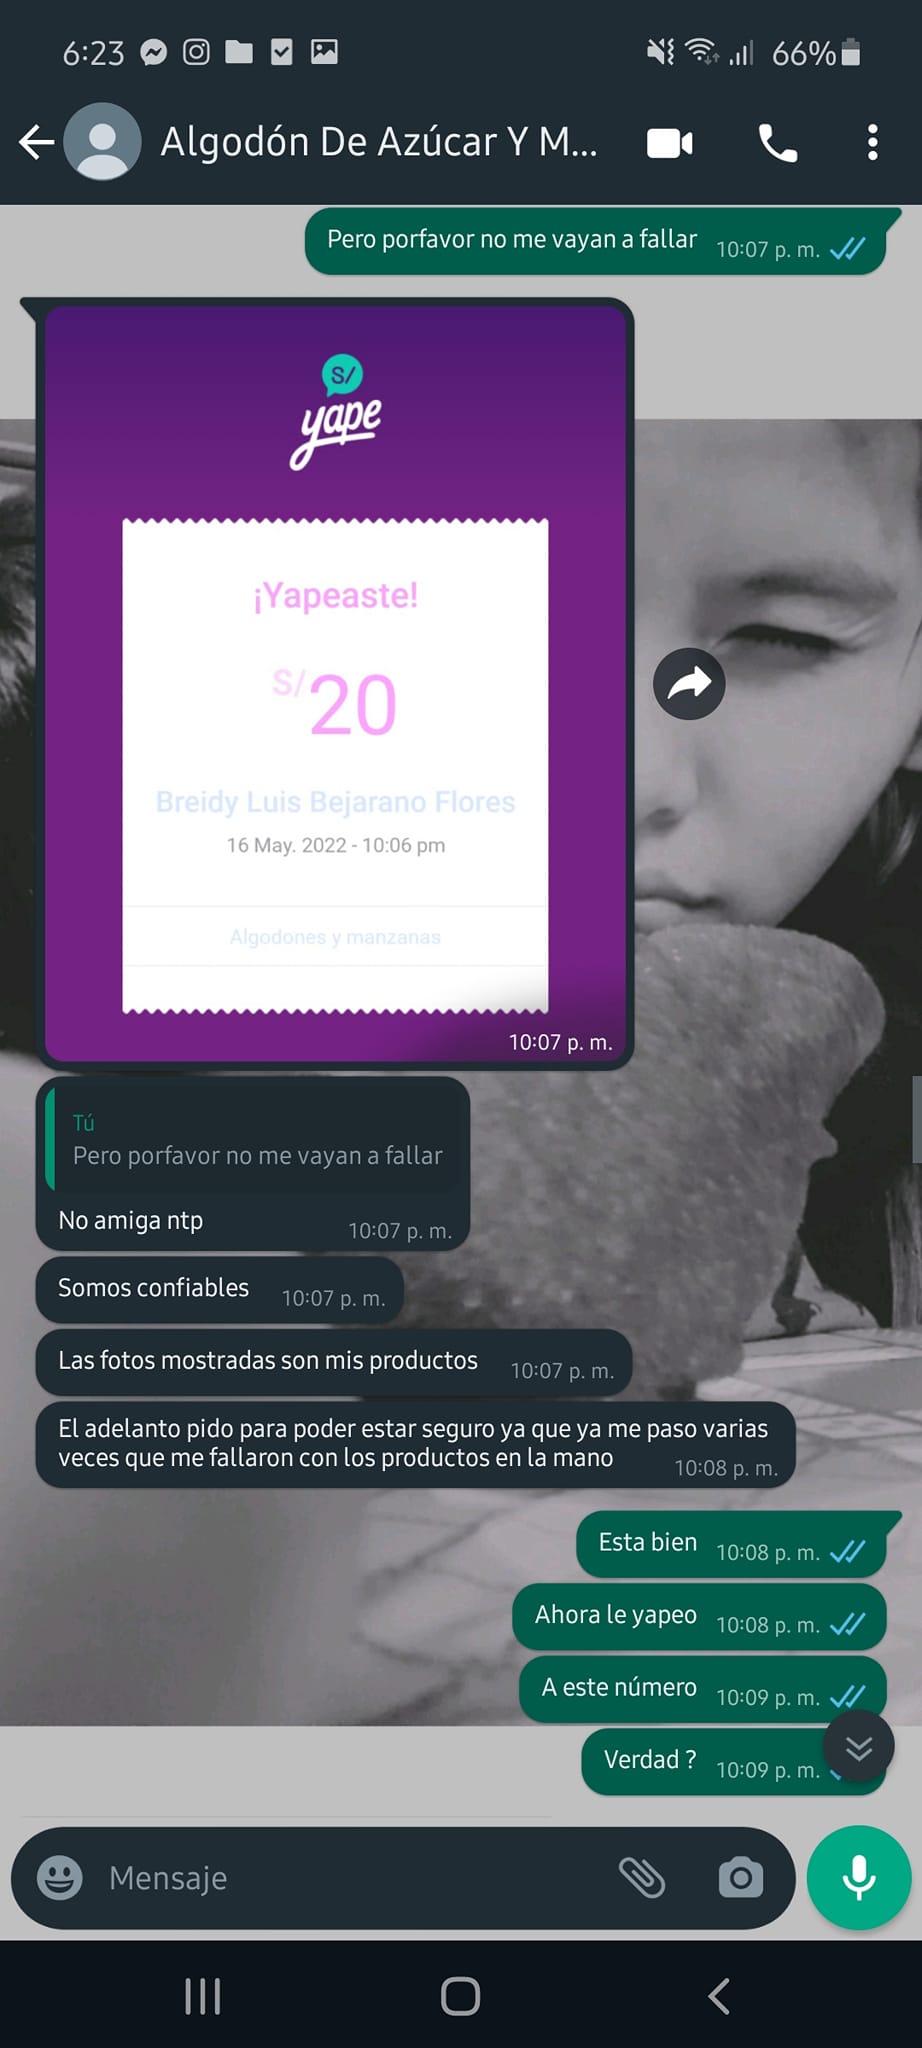 6:23
66%
Algodón De Azúcar Y M...
Pero porfavor no me vayan a fallar
10:07 p. m.
S/
yape
¡Yapeaste!
S/20
Breidy Luis Bejarano Flores
16 May. 2022 - 10:06 pm
Algodones y manzanas
10:07 p. m.
Tú
Pero porfavor no me vayan a fallar
No amiga ntp
10:07 p. m.
Somos confiables
10:07 p. m.
Las fotos mostradas son mis productos
10:07 p. m.
El adelanto pido para poder estar seguro ya que ya me paso varias
veces que me fallaron con los productos en la mano
10:08 p. m.
Esta bien
10:08 p. m.
Ahora le yapeo
10:08 p. m.
A este número
10:09 p. m.
Verdad ?
10:09 p. m.
Mensaje